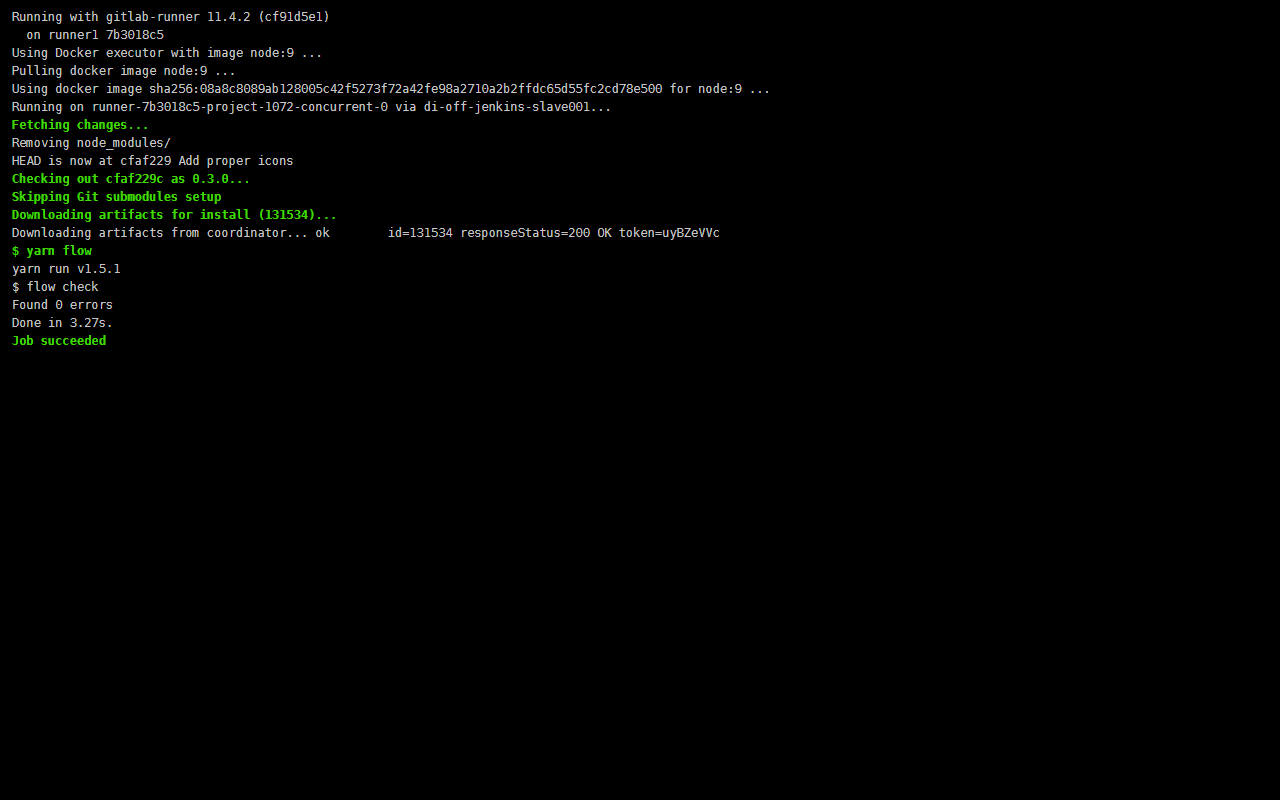 Running with gitlab-runner 11.4.2 (cf91d5e1)
  on runner1 7b3018c5
Using Docker executor with image node:9 ...
Pulling docker image node:9 ...
Using docker image sha256:08a8c8089ab128005c42f5273f72a42fe98a2710a2b2ffdc65d55fc2cd78e500 for node:9 ...
Running on runner-7b3018c5-project-1072-concurrent-0 via di-off-jenkins-slave001...
Fetching changes...
Removing node_modules/
HEAD is now at cfaf229 Add proper icons
Checking out cfaf229c as 0.3.0...
Skipping Git submodules setup
Downloading artifacts for install (131534)...
Downloading artifacts from coordinator... ok        id=131534 responseStatus=200 OK token=uyBZeVVc
$ yarn flow
yarn run v1.5.1
$ flow check
Found 0 errors
Done in 3.27s.
Job succeeded